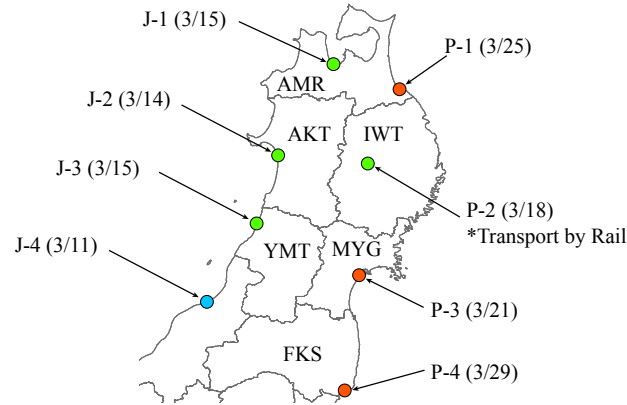 J-1 (3/15)
P-1 (3/25)
AMR
J-2 (3/14)
AKT
IWT
J-3 (3/15)
P-2 (3/18)
*Transport by Rail
J-4 (3/11)
YMT
MYG
P-3 (3/21)
FKS
P-4 (3/29)